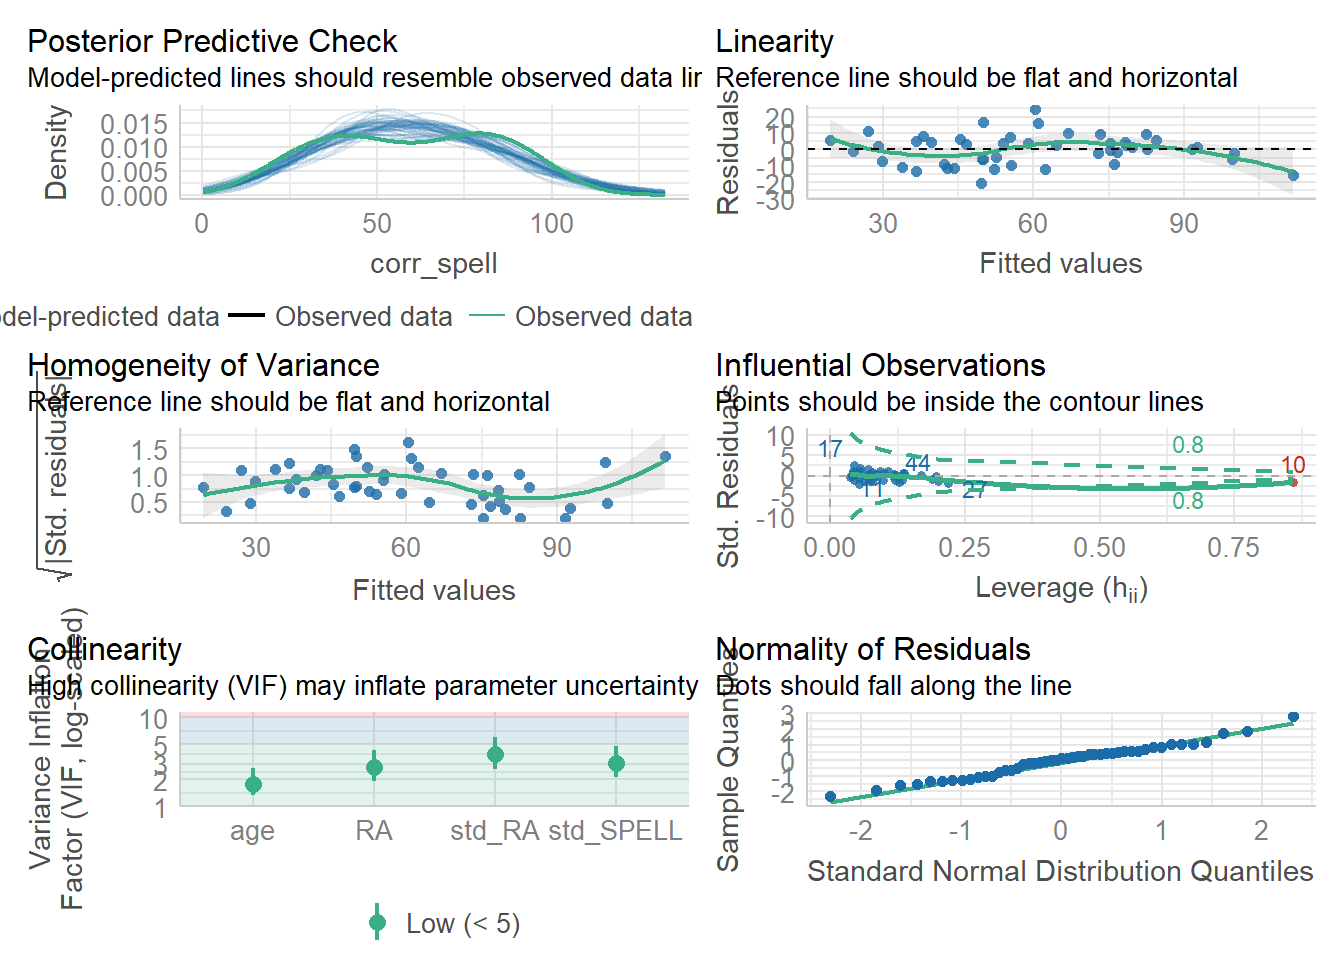 Posterior Predictive Check
Model-predicted lines should resemble observed data lir
Density
0.015
0.010
0.005
0.000
0
50
100
corr_spell
del-predicted data
Observed data
Observed data
Linearity
Reference line should be flat and horizontal
Residuals
20
10
0
-10
-20
-30
30
60
90
Fitted values
Homogeneity of Variance
Reference line should be flat and horizontal
√|Std. residuals|
1.5
1.0
0.5
30
60
90
Fitted values
Influential Observations
Points should be inside the contour lines
Std. Residuals
10
5
0
-5
-10
17
11
44
27
10
0.8
0.8
0.00
0.25
0.50
0.75
Leverage (hii)
Collinearity
High collinearity (VIF) may inflate parameter uncertainty
Variance Inflation
Factor (VIF, log-scaled)
10
5
3
2
1
age
RA
std_RA
std_SPELL
Low (< 5)
Normality of Residuals
Dots should fall along the line
Sample Quantiles
3
2
1
0
-1
-2
-2
-1
0
1
2
Standard Normal Distribution Quantiles